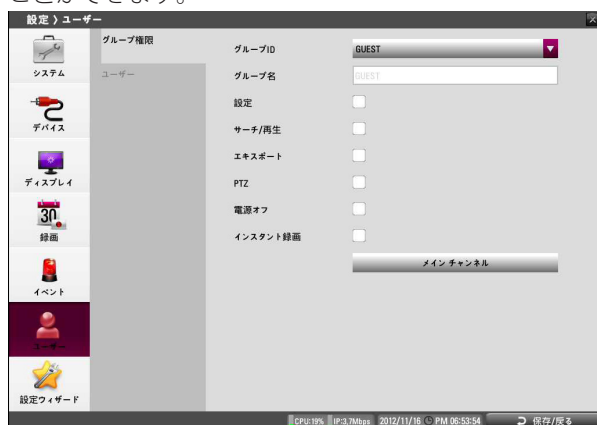 ことができます。
設定 > ユーザー
グループ権限
ユーザー
システム
デバイス
ディスプレイ
30
録画
イベント
ユーザー
設定ウィザード
グループID GUEST
グループ名 GUEST
設定
サーチ/再生
エキスポート
PTZ
電源オフ
インスタント録画
メイン チャンネル
CPU:19% IP:3.7Mbps 2012/11/16 PM 06:53:54 保存/戻る